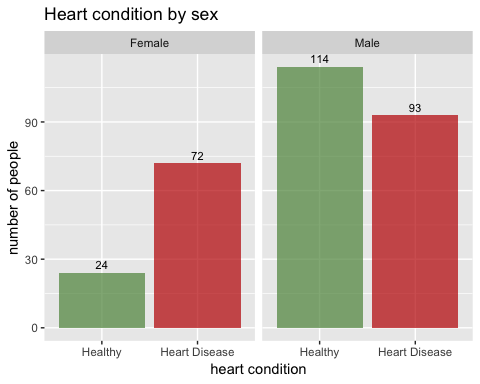 Heart condition by sex
Female
Male
number of people
90
60
30
0
24
72
114
93
Healthy
Heart Disease
Healthy
Heart Disease
heart condition